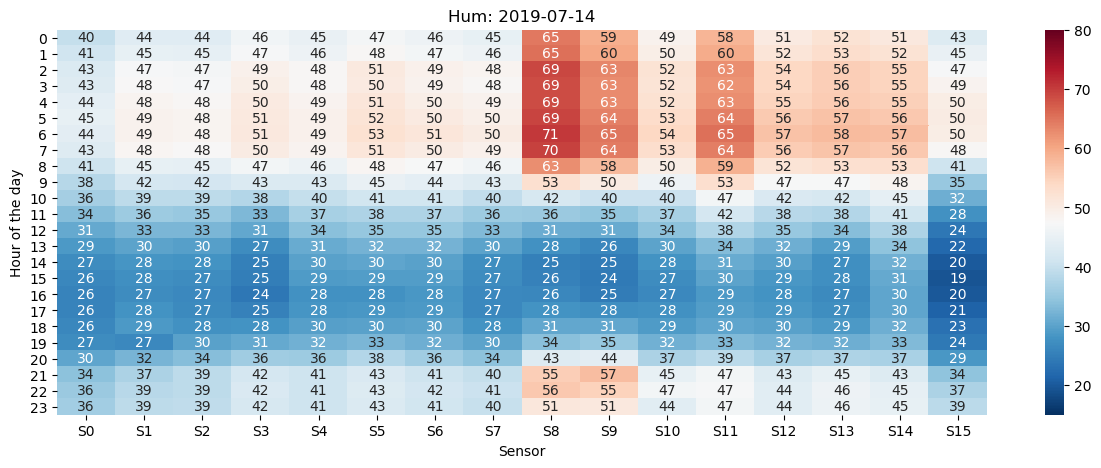 Hum: 2019-07-14
0 40 44 44 46 45 47 46 45 65 59 49 58 51 52 51 43
1 41 45 45 47 46 48 47 46 65 60 50 60 52 53 52 45
2 43 47 47 49 48 51 49 48 69 63 52 63 54 56 55 47
3 43 48 47 50 48 50 49 48 69 63 52 62 54 56 55 49
4 44 48 48 50 49 51 50 49 69 63 52 63 55 56 55 50
5 45 49 48 51 49 52 50 50 69 64 53 64 56 57 56 50
6 44 49 48 51 49 53 51 50 71 65 54 65 57 58 57 50
7 43 48 48 50 49 51 50 49 70 64 53 64 56 57 56 48
8 41 45 45 47 46 48 47 46 63 58 50 59 52 53 53 41
9 38 42 42 43 43 45 44 43 53 50 46 53 47 47 48 35
10 36 39 39 38 40 41 41 40 42 40 40 47 42 42 45 32
11 34 36 35 33 37 38 37 36 36 35 37 42 38 38 41 28
12 31 33 33 31 34 35 35 33 31 31 34 38 35 34 38 24
13 29 30 30 27 31 32 32 30 28 26 30 34 32 29 34 22
14 27 28 28 25 30 30 30 27 25 25 28 31 30 27 32 20
15 26 28 27 25 29 29 29 27 26 24 27 30 29 28 31 19
16 26 27 27 24 28 28 28 27 26 25 27 29 28 27 30 20
17 26 28 27 25 28 29 29 27 28 28 28 29 28 27 30 21
18 26 29 28 28 30 30 30 28 31 31 29 30 30 29 32 23
19 27 27 30 31 32 33 32 30 34 35 32 33 32 32 33 24
20 30 32 34 36 36 38 36 34 43 44 37 39 37 37 37 29
21 34 37 39 42 41 43 41 40 55 57 45 47 43 45 43 34
22 36 39 39 43 41 43 42 41 56 55 47 47 44 46 45 37
23 36 39 39 42 41 43 41 40 51 51 44 47 44 46 45 39
S0 S1 S2 S3 S4 S5 S6 S7 S8 S9 S10 S11 S12 S13 S14 S15
Sensor
Hour of the day
80
70
60
50
40
30
20